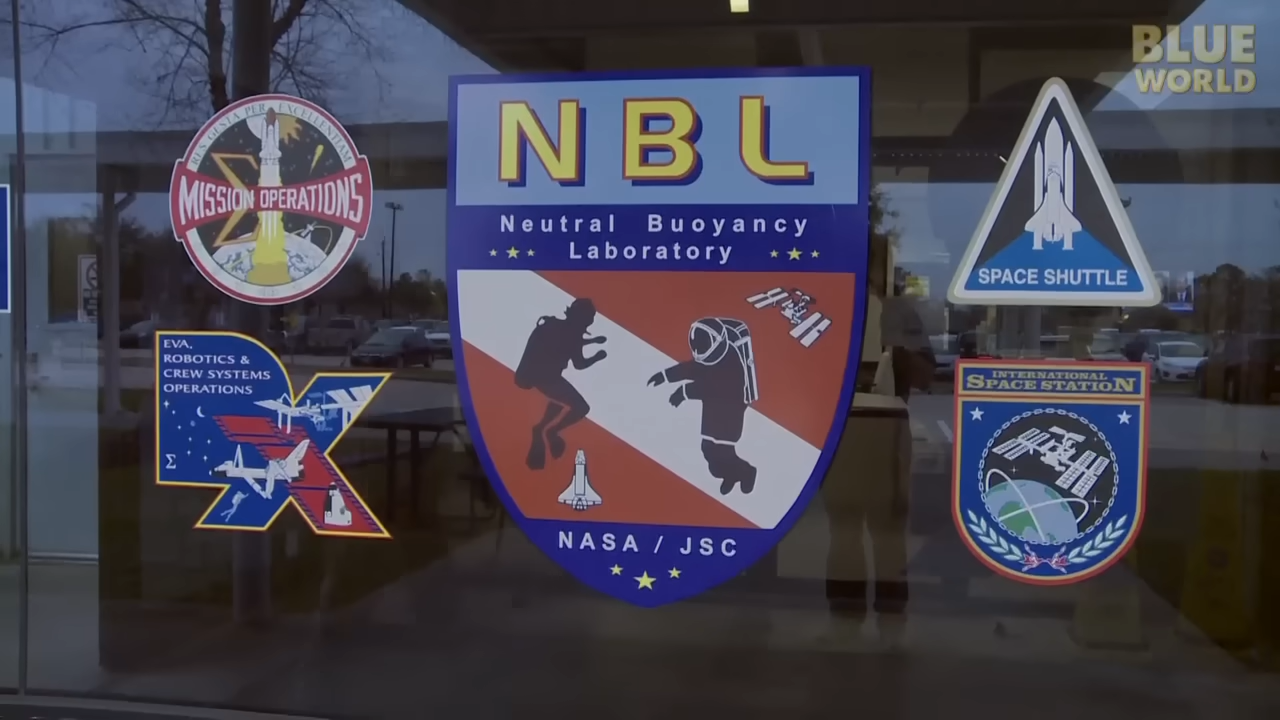 BLUE
WORLD
RES GESTA PER EXCELLENTIAM
MISSION OPERATIONS
NBL
Neutral Buoyancy
Laboratory
NASA / JSC
SPACE SHUTTLE
EVA,
ROBOTICS &
CREW SYSTEMS
OPERATIONS
Σ
INTERNATIONAL
SPACE STATION